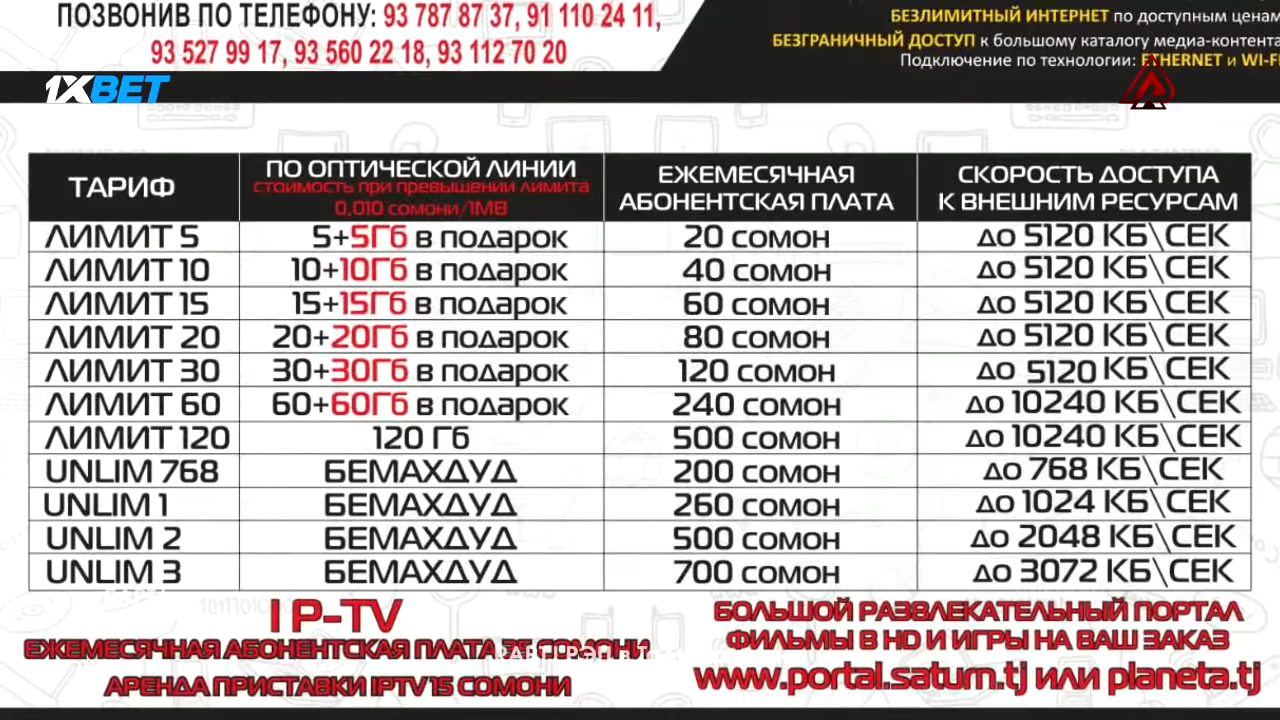 ПОЗВОНИВ ПО ТЕЛЕФОНУ: 93 787 87 37, 91 110 24 11,
93 527 99 17, 93 560 22 18, 93 112 70 20
БЕЗЛИМИТНЫЙ ИНТЕРНЕТ по доступным ценам
БЕЗГРАНИЧНЫЙ ДОСТУП к большому каталогу медиа-контента
Подключение по технологии: ETHERNET и WI-FI
1XBET
ТАРИФ
ПО ОПТИЧЕСКОЙ ЛИНИИ
стоимость при превышении лимита
0,010 сомони/1МВ
ЕЖЕМЕСЯЧНАЯ
АБОНЕНТСКАЯ ПЛАТА
СКОРОСТЬ ДОСТУПА
К ВНЕШНИМ РЕСУРСАМ
ЛИМИТ 5 5+5Гб в подарок 20 сомон до 5120 КБ\СЕК
ЛИМИТ 10 10+10Гб в подарок 40 сомон до 5120 КБ\СЕК
ЛИМИТ 15 15+15Гб в подарок 60 сомон до 5120 КБ\СЕК
ЛИМИТ 20 20+20Гб в подарок 80 сомон до 5120 КБ\СЕК
ЛИМИТ 30 30+30Гб в подарок 120 сомон до 5120 КБ\СЕК
ЛИМИТ 60 60+60Гб в подарок 240 сомон до 10240 КБ\СЕК
ЛИМИТ 120 120 Гб 500 сомон до 10240 КБ\СЕК
UNLIM 768 БЕМАХДУД 200 сомон до 768 КБ\СЕК
UNLIM 1 БЕМАХДУД 260 сомон до 1024 КБ\СЕК
UNLIM 2 БЕМАХДУД 500 сомон до 2048 КБ\СЕК
UNLIM 3 БЕМАХДУД 700 сомон до 3072 КБ\СЕК
IP-TV
ЕЖЕМЕСЯЧНАЯ АБОНЕНТСКАЯ ПЛАТА СОМОНИ
АРЕНДА ПРИСТАВКИ IPTV 15 СОМОНИ
БОЛЬШОЙ РАЗВЛЕКАТЕЛЬНЫЙ ПОРТАЛ
ФИЛЬМЫ В HD И ИГРЫ НА ВАШ ЗАКАЗ
www.portal.saturn.tj или planeta.tj